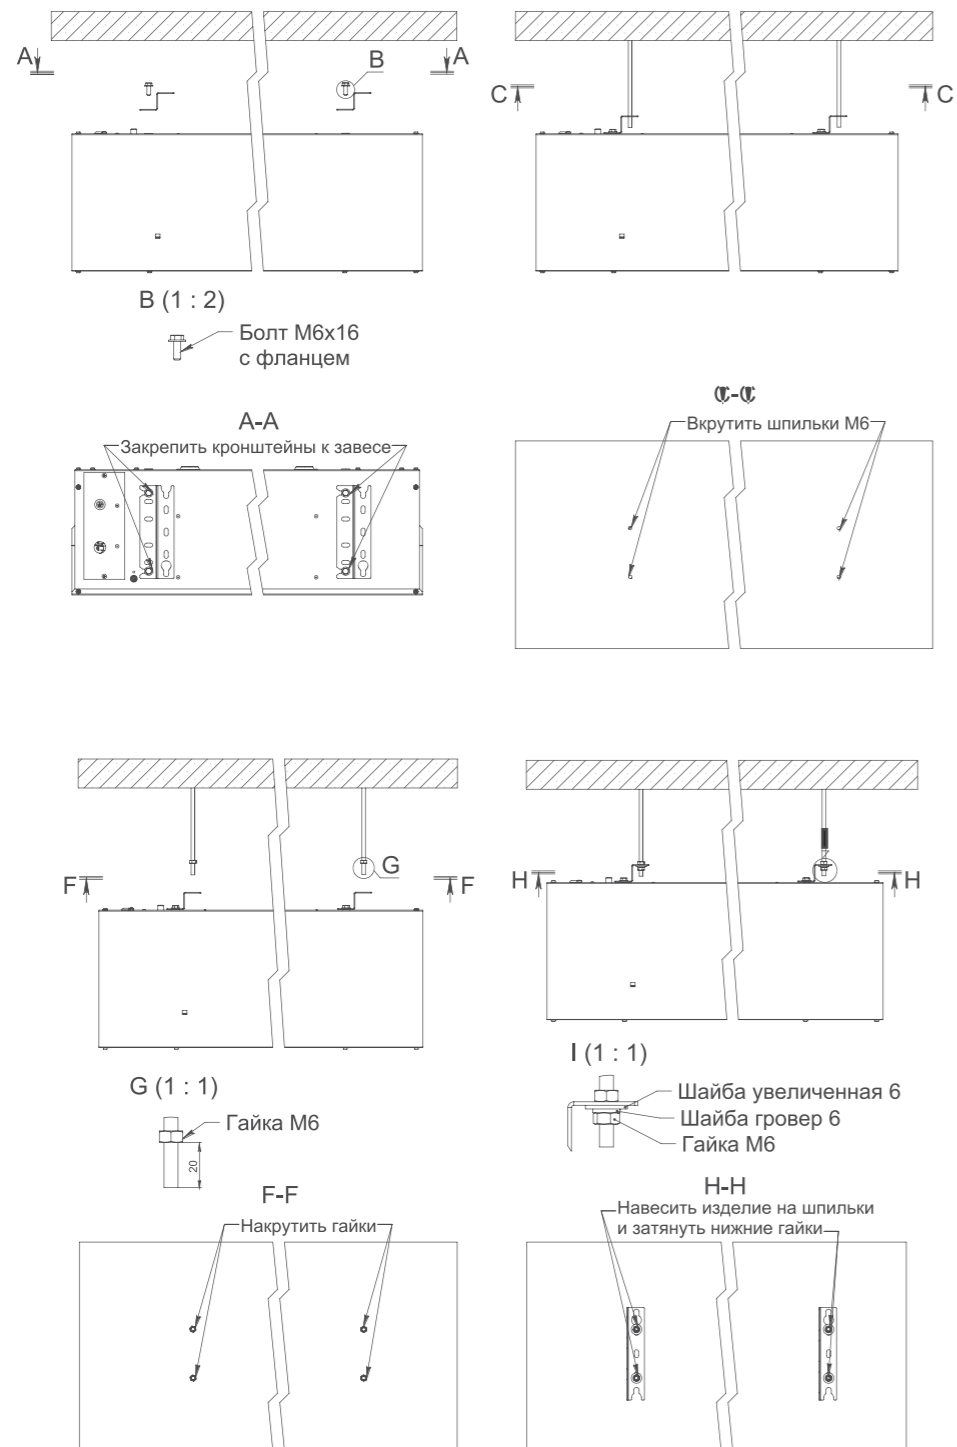 A
A
B
C
C
B (1 : 2)
Болт М6х16
с фланцем
A-A
Закрепить кронштейны к завесе
C-C
Вкрутить шпильки М6
G
F
F
H
H
G (1 : 1)
Гайка М6
20
I (1 : 1)
Шайба увеличенная 6
Шайба гровер 6
Гайка М6
F-F
Накрутить гайки
H-H
Навесить изделие на шпильки
и затянуть нижние гайки